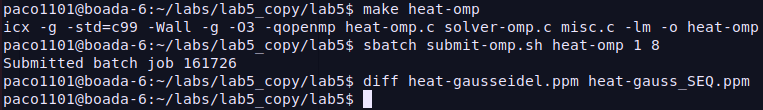 paco1101@boada-6:~/labs/lab5_copy/lab5$ make heat-omp
icx -g -std=c99 -Wall -g -O3 -qopenmp heat-omp.c solver-omp.c misc.c -lm -o heat-omp
paco1101@boada-6:~/labs/lab5_copy/lab5$ sbatch submit-omp.sh heat-omp 1 8
Submitted batch job 161726
paco1101@boada-6:~/labs/lab5_copy/lab5$ diff heat-gausseidel.ppm heat-gauss_SEQ.ppm
paco1101@boada-6:~/labs/lab5_copy/lab5$